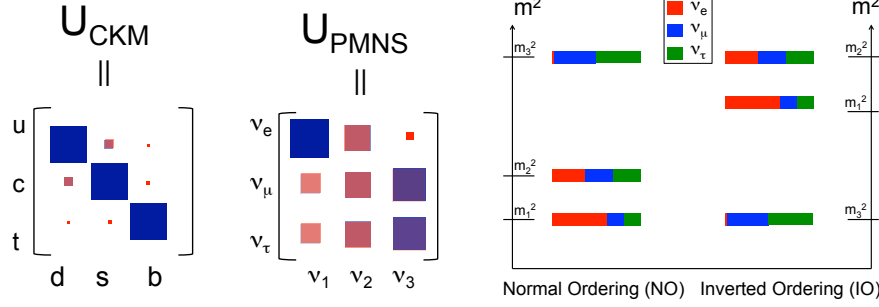 U_CKM
=
u
c
t
d s b
U_PMNS
=
ν_e
ν_μ
ν_τ
ν_1 ν_2 ν_3
m²
m_3²
m_2²
m_1²
ν_e
ν_μ
ν_τ
m²
m_2²
m_1²
m_3²
Normal Ordering (NO) Inverted Ordering (IO)